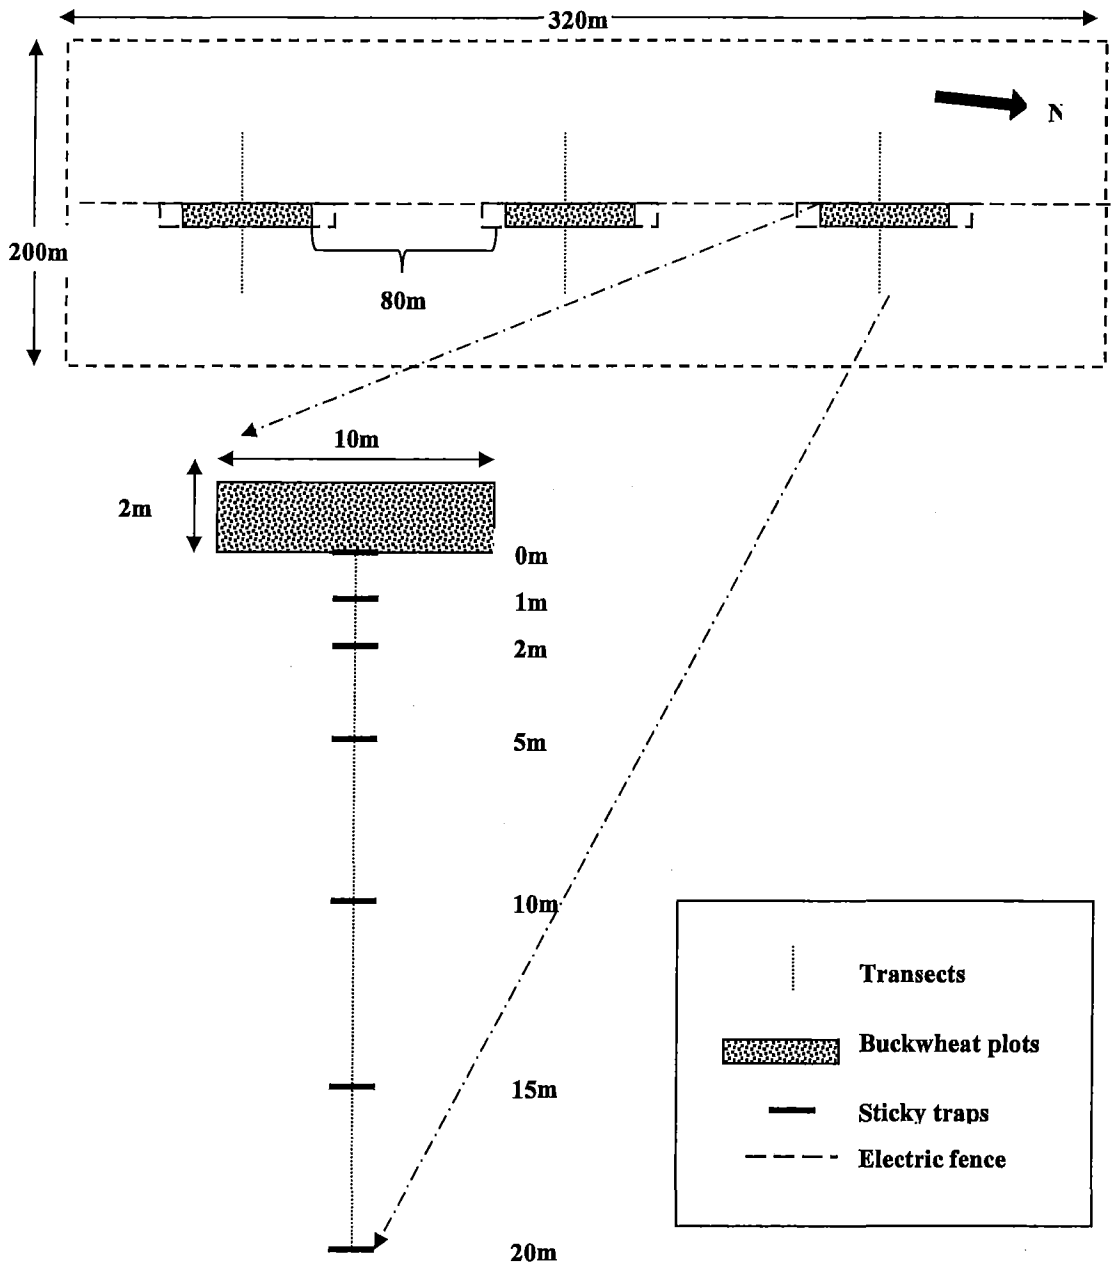 320m
N
200m
80m
10m
2m
0m
1m
2m
5m
10m
15m
20m
Transects
Buckwheat plots
Sticky traps
Electric fence